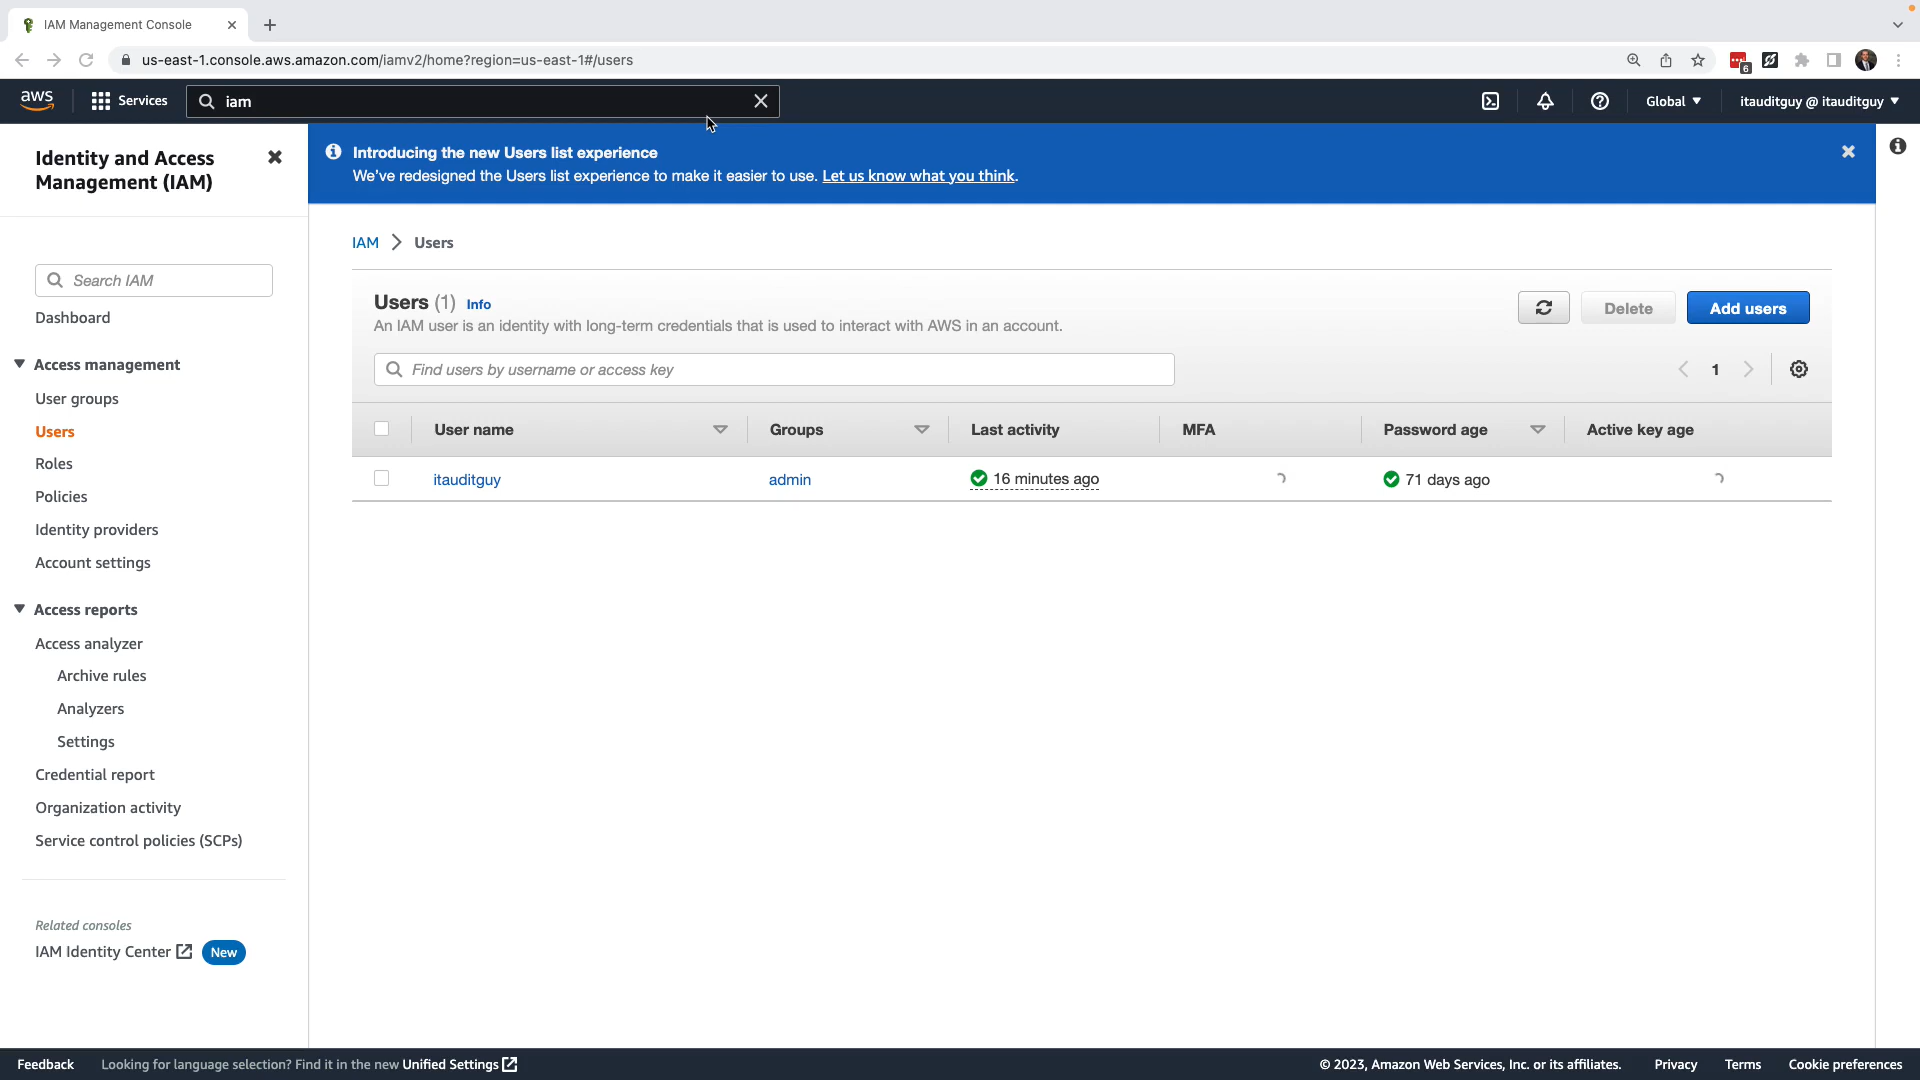 IAM Management Console
us-east-1.console.aws.amazon.com/iamv2/home?region=us-east-1#/users
6
aws
Services
iam
Global
itauditguy @ itauditguy
Identity and Access
Management (IAM)
Search IAM
Dashboard
Access management
User groups
Users
Roles
Policies
Identity providers
Account settings
Access reports
Access analyzer
Archive rules
Analyzers
Settings
Credential report
Organization activity
Service control policies (SCPs)
Related consoles
IAM Identity Center New
Introducing the new Users list experience
We've redesigned the Users list experience to make it easier to use. Let us know what you think.
IAM > Users
Users (1) Info
An IAM user is an identity with long-term credentials that is used to interact with AWS in an account.
Delete
Add users
Find users by username or access key
1
User name Groups Last activity MFA Password age Active key age
itauditguy admin 16 minutes ago 71 days ago
Feedback Looking for language selection? Find it in the new Unified Settings © 2023, Amazon Web Services, Inc. or its affiliates. Privacy Terms Cookie preferences